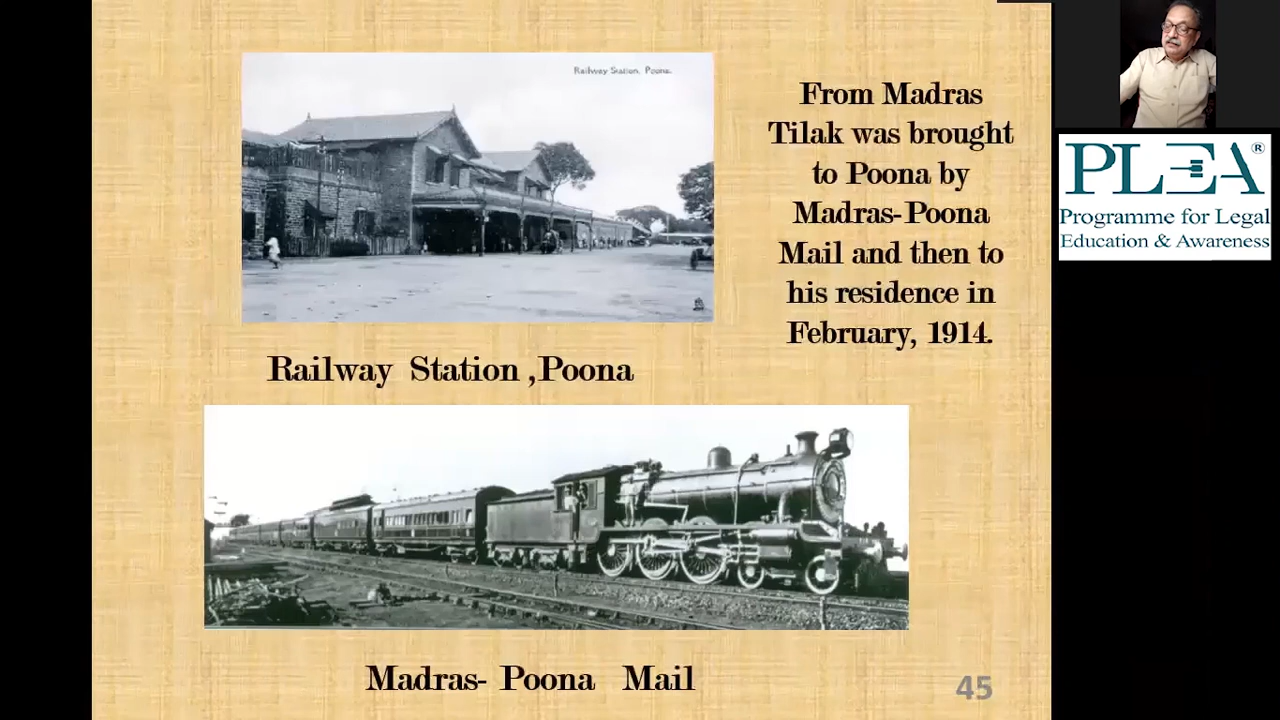 Railway Station, Poona.
From Madras
Tilak was brought
to Poona by
Madras-Poona
Mail and then to
his residence in
February, 1914.
Railway Station ,Poona
Madras- Poona Mail
45
PLEA®
Programme for Legal
Education & Awareness